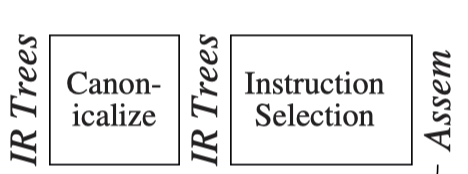 IR Trees
Canon-
icalize
IR Trees
Instruction
Selection
Assem